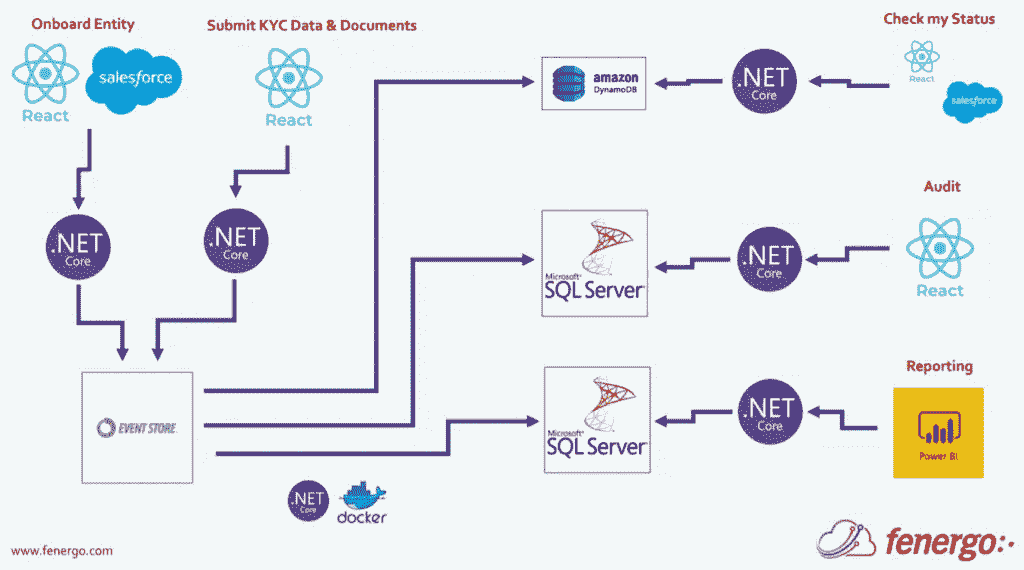 Onboard Entity
Submit KYC Data & Documents
Check my Status
salesforce
React
React
amazon
DynamoDB
.NET
Core
React
salesforce
.NET
Core
.NET
Core
Microsoft®
SQL Server®
.NET
Core
Audit
React
EVENT STORE
Microsoft®
SQL Server®
.NET
Core
Reporting
Power BI
.NET
Core
docker
www.fenergo.com
fenergo:·